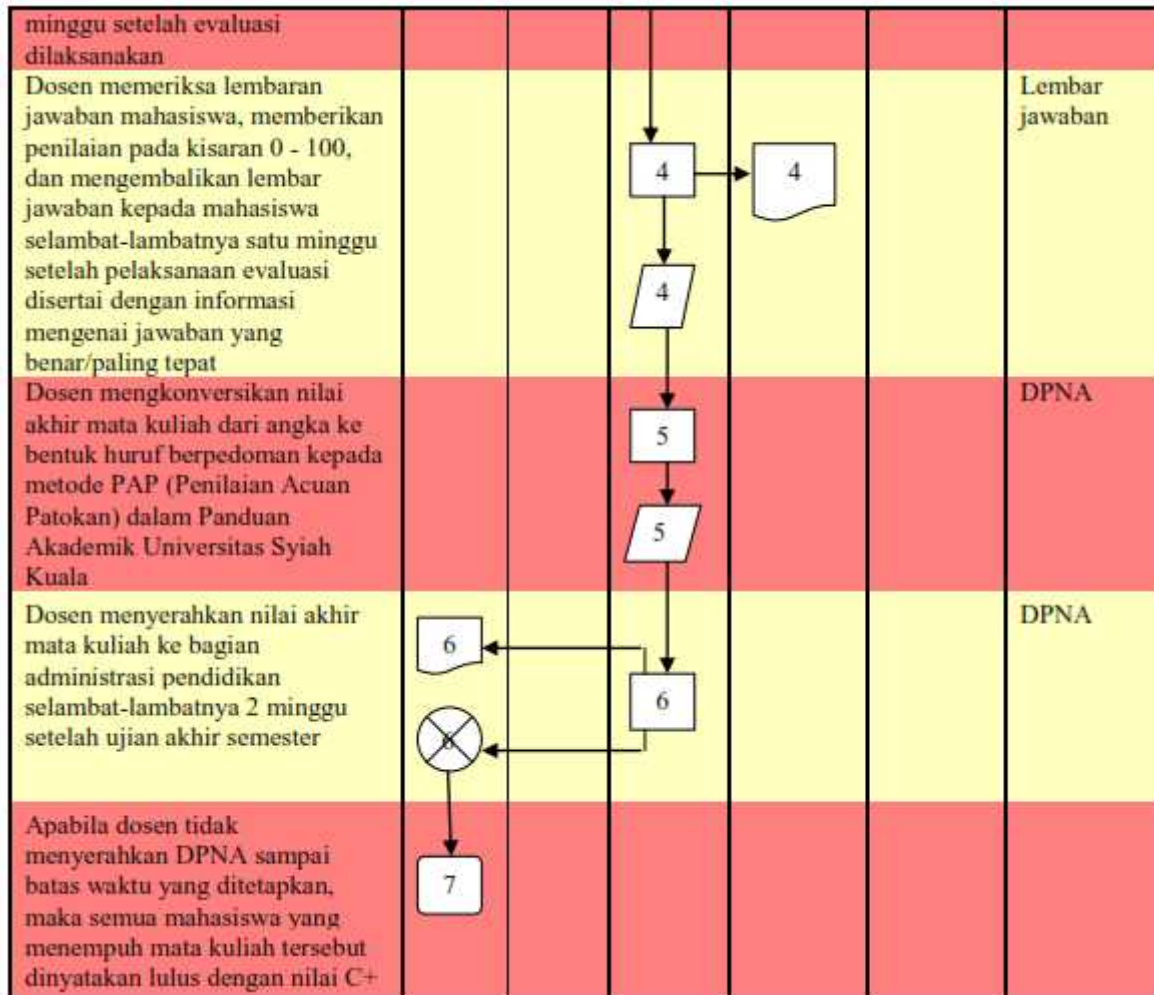 minggu setelah evaluasi
dilaksanakan
Dosen memeriksa lembaran
jawaban mahasiswa, memberikan
penilaian pada kisaran 0 - 100,
dan mengembalikan lembar
jawaban kepada mahasiswa
selambat-lambatnya satu minggu
setelah pelaksanaan evaluasi
disertai dengan informasi
mengenai jawaban yang
benar/paling tepat
4
4
4
Lembar
jawaban
Dosen mengkonversikan nilai
akhir mata kuliah dari angka ke
bentuk huruf berpedoman kepada
metode PAP (Penilaian Acuan
Patokan) dalam Panduan
Akademik Universitas Syiah
Kuala
5
5
DPNA
Dosen menyerahkan nilai akhir
mata kuliah ke bagian
administrasi pendidikan
selambat-lambatnya 2 minggu
setelah ujian akhir semester
6
6
6
DPNA
Apabila dosen tidak
menyerahkan DPNA sampai
batas waktu yang ditetapkan,
maka semua mahasiswa yang
menempuh mata kuliah tersebut
dinyatakan lulus dengan nilai C+
7